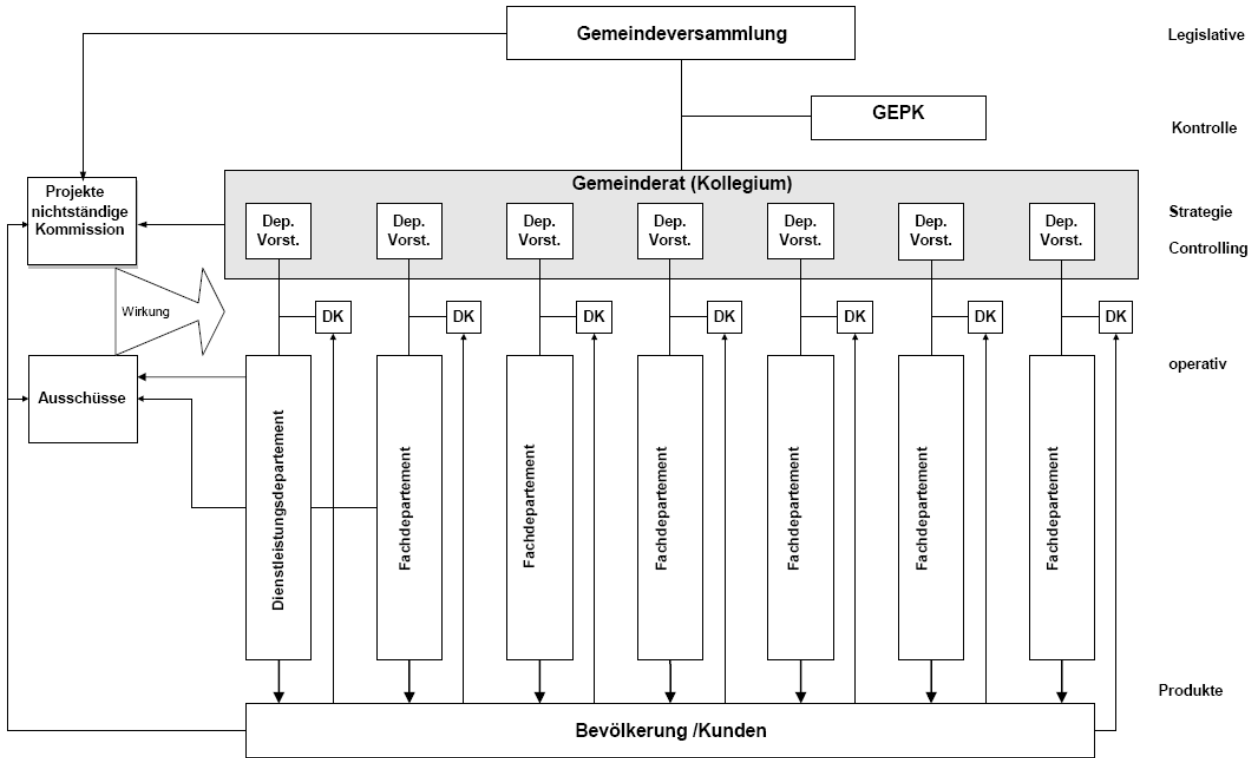 Gemeindeversammlung
Legislative
GEPK
Kontrolle
Projekte
nichtständige
Kommission
Gemeinderat (Kollegium)
Dep.
Vorst.
Dep.
Vorst.
Dep.
Vorst.
Dep.
Vorst.
Dep.
Vorst.
Dep.
Vorst.
Dep.
Vorst.
Strategie
Controlling
Wirkung
DK
DK
DK
DK
DK
DK
DK
Ausschüsse
operativ
Dienstleistungsdepartement
Fachdepartement
Fachdepartement
Fachdepartement
Fachdepartement
Fachdepartement
Fachdepartement
Produkte
Bevölkerung /Kunden